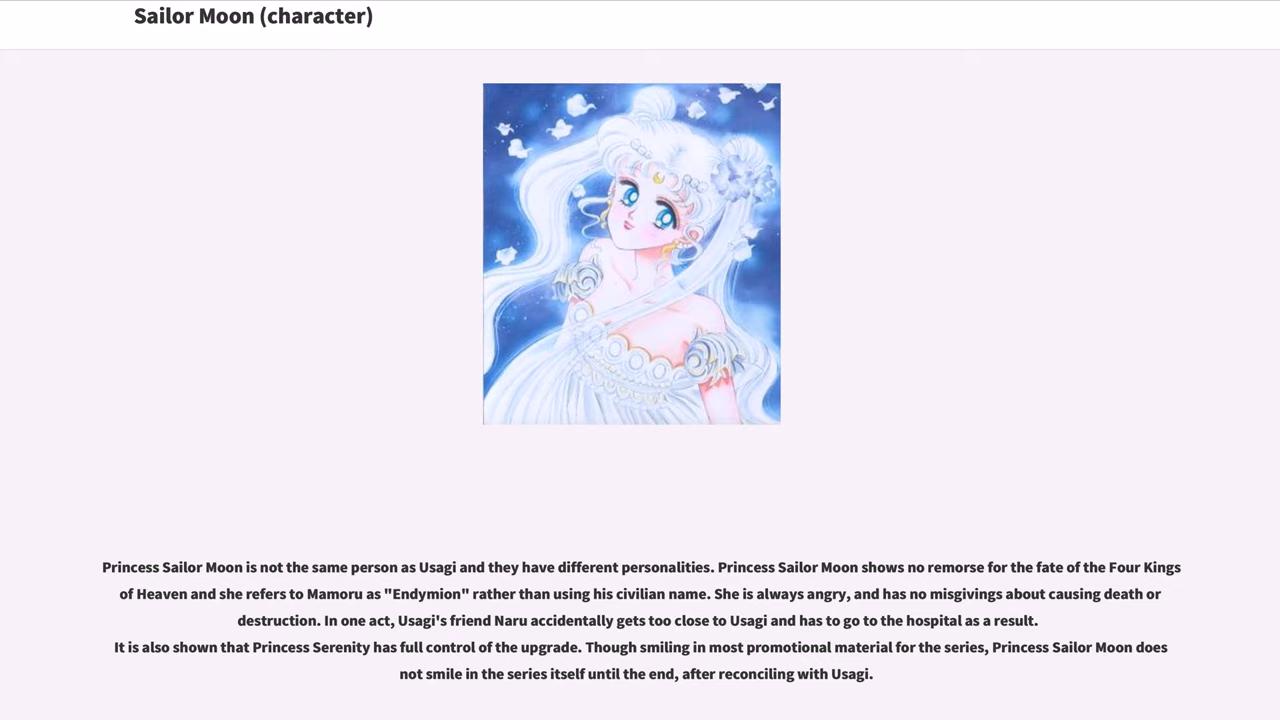 Sailor Moon (character)
Princess Sailor Moon is not the same person as Usagi and they have different personalities. Princess Sailor Moon shows no remorse for the fate of the Four Kings
of Heaven and she refers to Mamoru as "Endymion" rather than using his civilian name. She is always angry, and has no misgivings about causing death or
destruction. In one act, Usagi's friend Naru accidentally gets too close to Usagi and has to go to the hospital as a result.
It is also shown that Princess Serenity has full control of the upgrade. Though smiling in most promotional material for the series, Princess Sailor Moon does
not smile in the series itself until the end, after reconciling with Usagi.